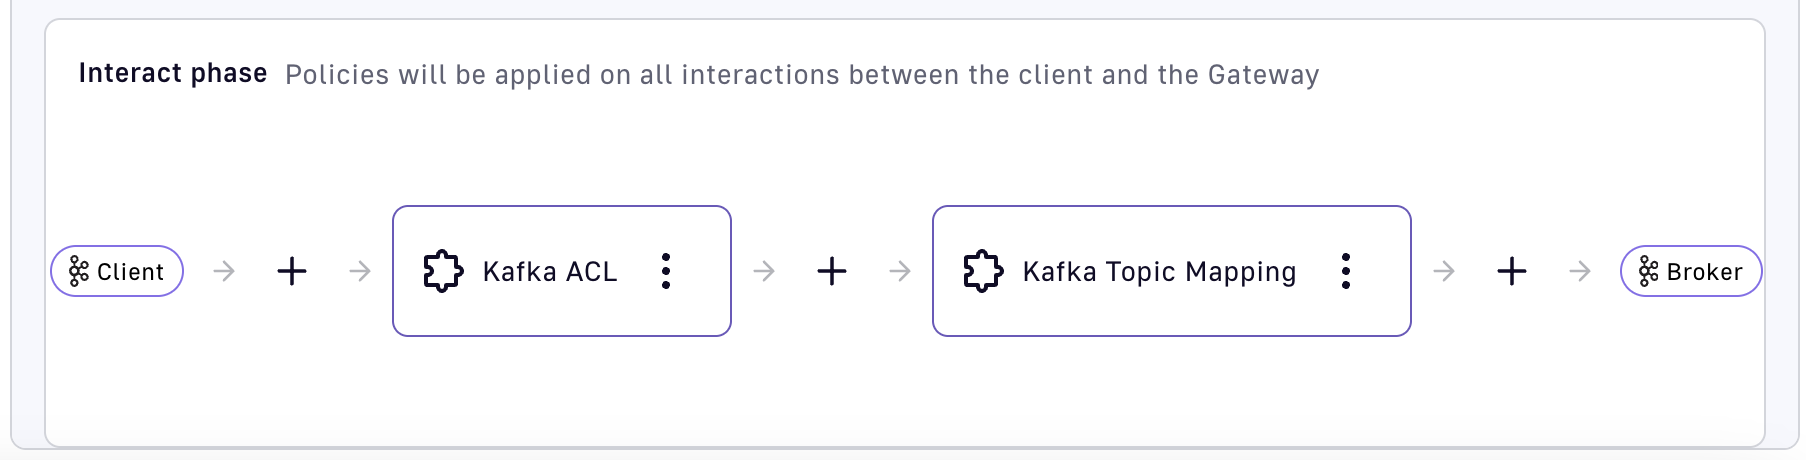 Interact phase Policies will be applied on all interactions between the client and the Gateway
Client Kafka ACL Kafka Topic Mapping Broker